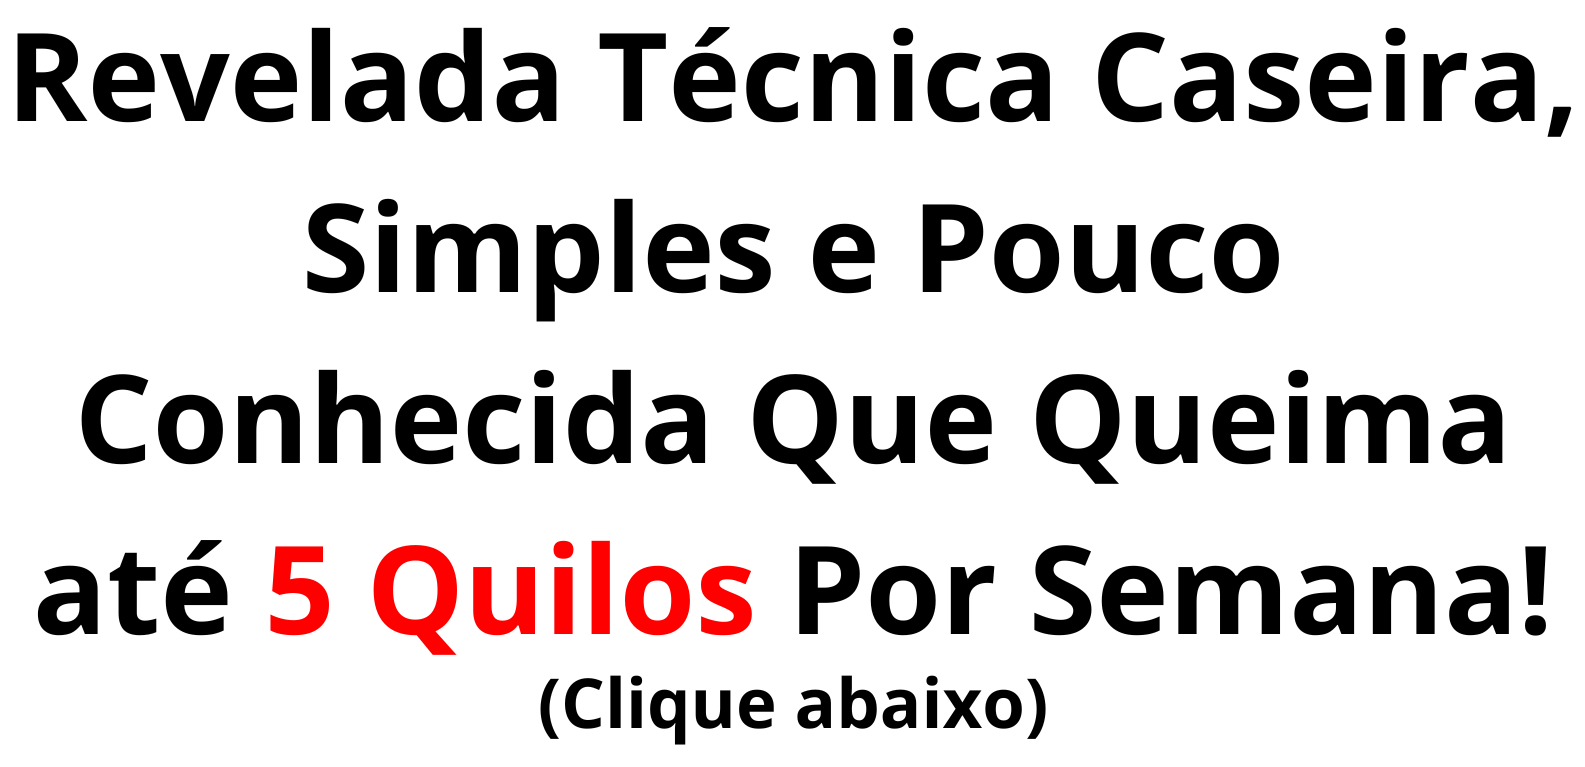 Revelada Técnica Caseira,
Simples e Pouco
Conhecida Que Queima
até 5 Quilos Por Semana!
(Clique abaixo)